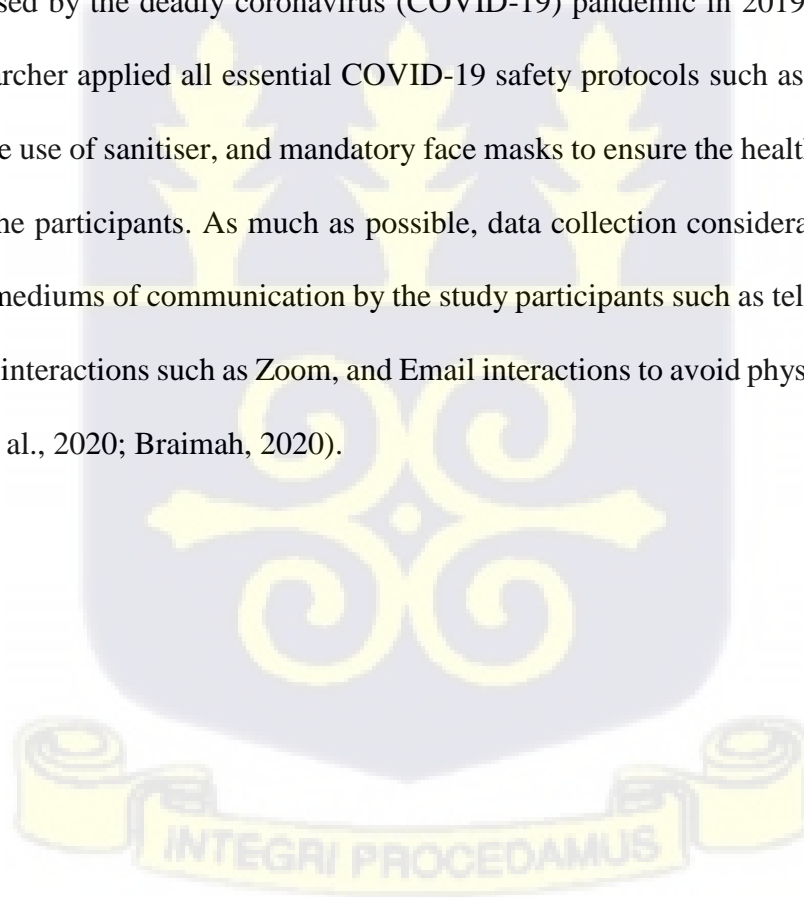 sed by the deadly coronavirus (COVID-19) pandemic in 2019
rcher applied all essential COVID-19 safety protocols such as
e use of sanitiser, and mandatory face masks to ensure the health
ne participants. As much as possible, data collection considera
mediums of communication by the study participants such as tel
interactions such as Zoom, and Email interactions to avoid phys
al., 2020; Braimah, 2020).
INTEGRI PROCEDAMUS